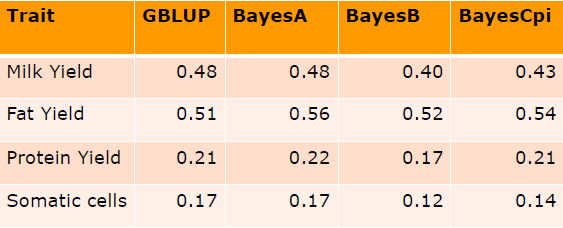 Trait GBLUP BayesA BayesB BayesCpi
Milk Yield 0.48 0.48 0.40 0.43
Fat Yield 0.51 0.56 0.52 0.54
Protein Yield 0.21 0.22 0.17 0.21
Somatic cells 0.17 0.17 0.12 0.14